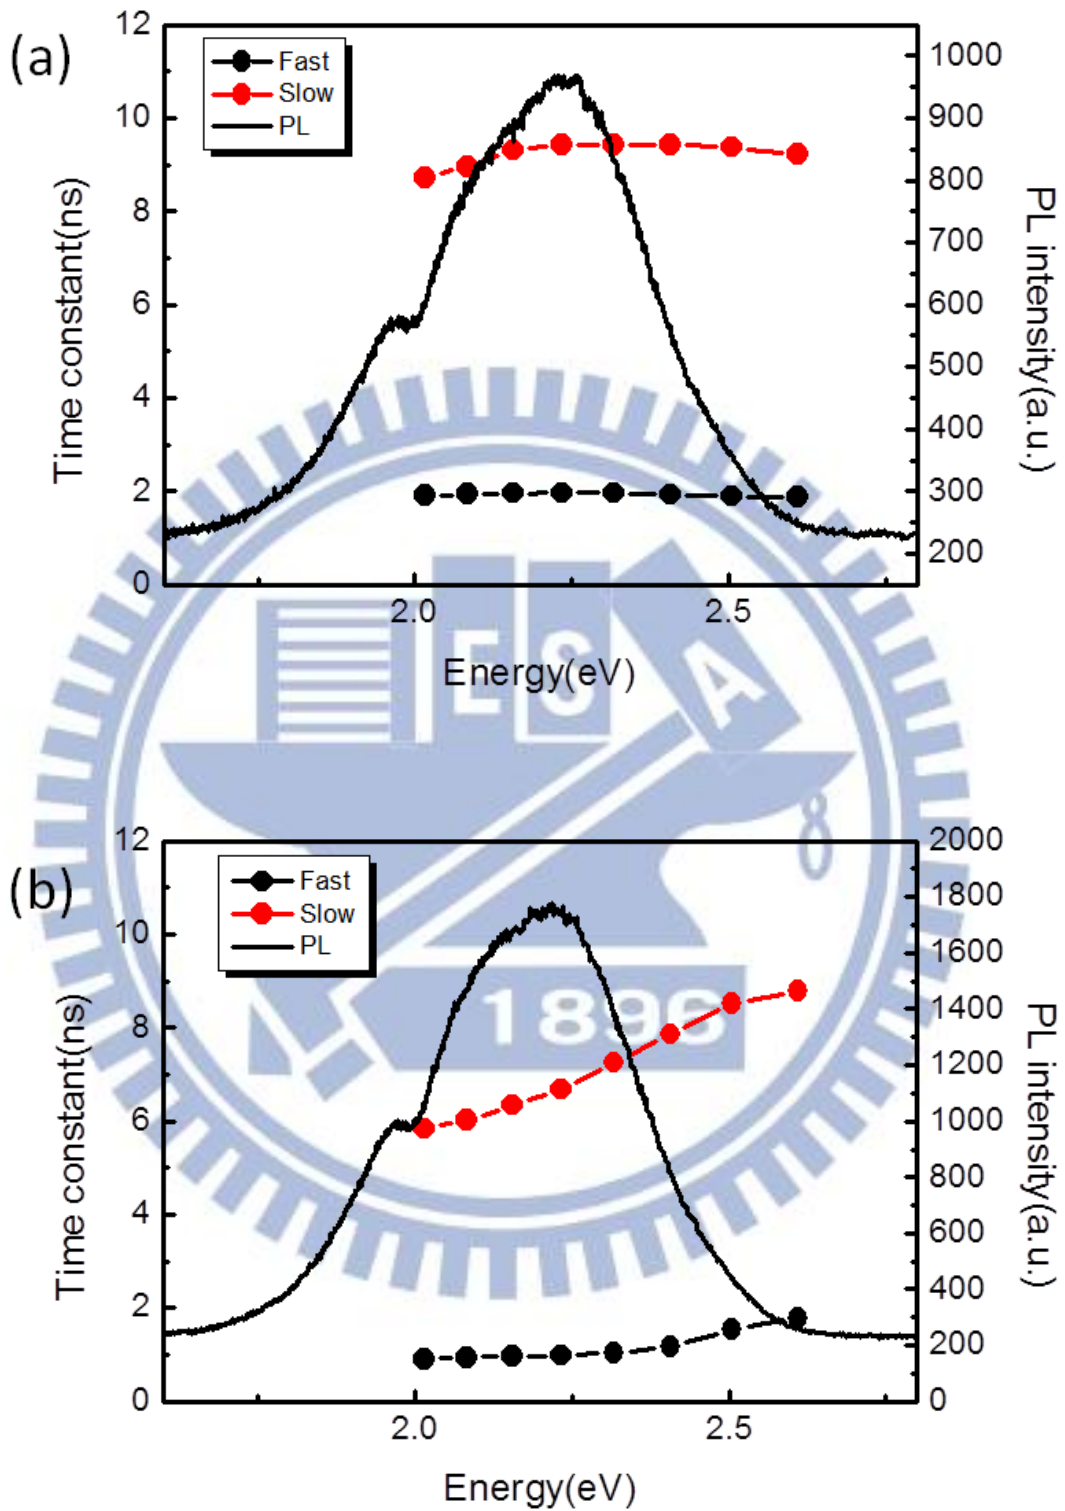 (a)
Fast
Slow
PL
12
10
8
6
4
2
0
Time constant(ns)
1000
900
800
700
600
500
400
300
200
PL intensity(a.u.)
2.0
2.5
Energy(eV)
E S A
1896
(b)
Fast
Slow
PL
12
10
8
6
4
2
0
Time constant(ns)
2000
1800
1600
1400
1200
1000
800
600
400
200
0
PL intensity(a.u.)
2.0
2.5
Energy(eV)